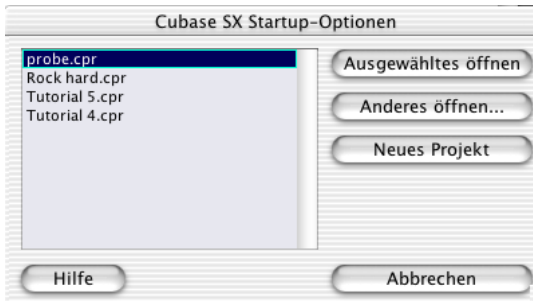 Cubase SX Startup-Optionen
probe.cpr
Rock hard.cpr
Tutorial 5.cpr
Tutorial 4.cpr
Ausgewähltes öffnen
Anderes öffnen...
Neues Projekt
Hilfe
Abbrechen